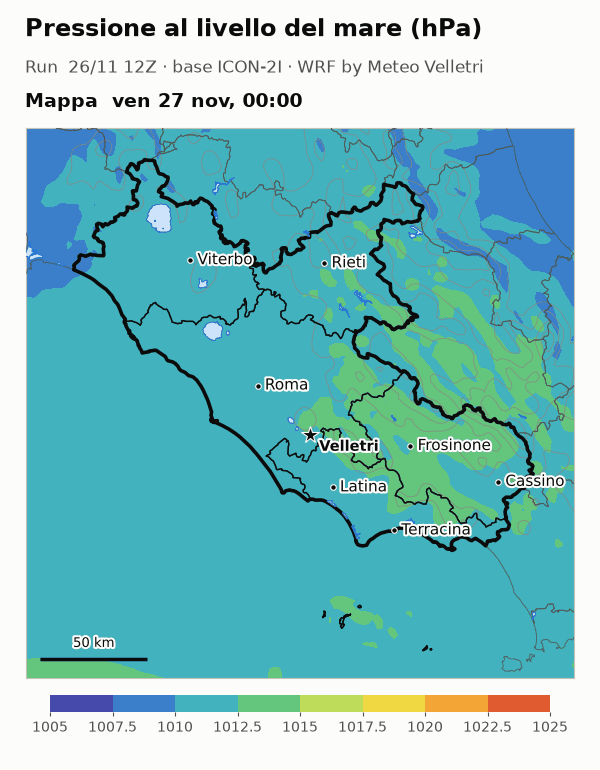 Pressione al livello del mare (hPa)
Run  26/11 12Z · base ICON-2I · WRF by Meteo Velletri
Mappa  ven 27 nov, 00:00
Viterbo
Rieti
Roma
Velletri
Frosinone
Latina
Cassino
Terracina
50 km
1005 1007.5 1010 1012.5 1015 1017.5 1020 1022.5 1025